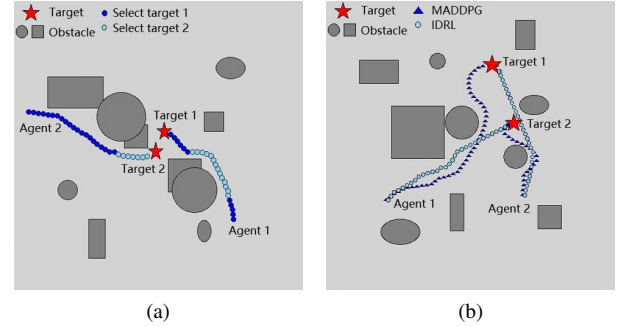 Target
Select target 1
Obstacle
Select target 2
Agent 2
Target 1
Target 2
Agent 1
(a)
Target
MADDPG
Obstacle
IDRL
Target 1
Target 2
Agent 1
Agent 2
(b)